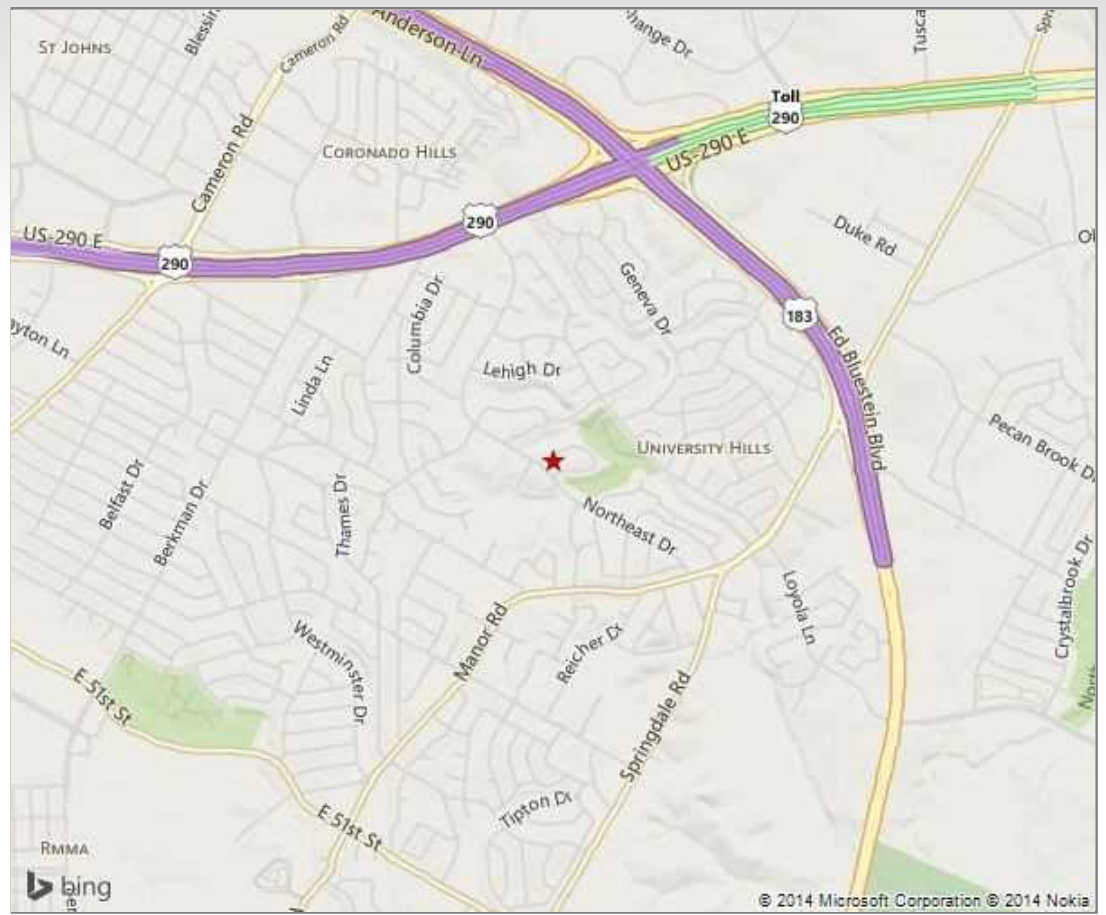 Anderson Ln
ST JOHNS
Cameron Rd
Toll
290
US-290 E
CORONADO HILLS
Cameron Rd
290
Duke Rd
US-290 E
290
Geneva Dr
183
Columbia Dr
Ed Bluestein Blvd
Linda Ln
Lehigh Dr
UNIVERSITY HILLS
Pecan Brook D
Belfast Dr
Berkman Dr
Thames Dr
Northeast Dr
Crystalbrook Dr
Loyola Ln
Manor Rd
Reicher Dr
Westminster Dr
E 51st St
Springdale Rd
Tipton Dr
E 51st St
RMMA
bing
© 2014 Microsoft Corporation © 2014 Nokia